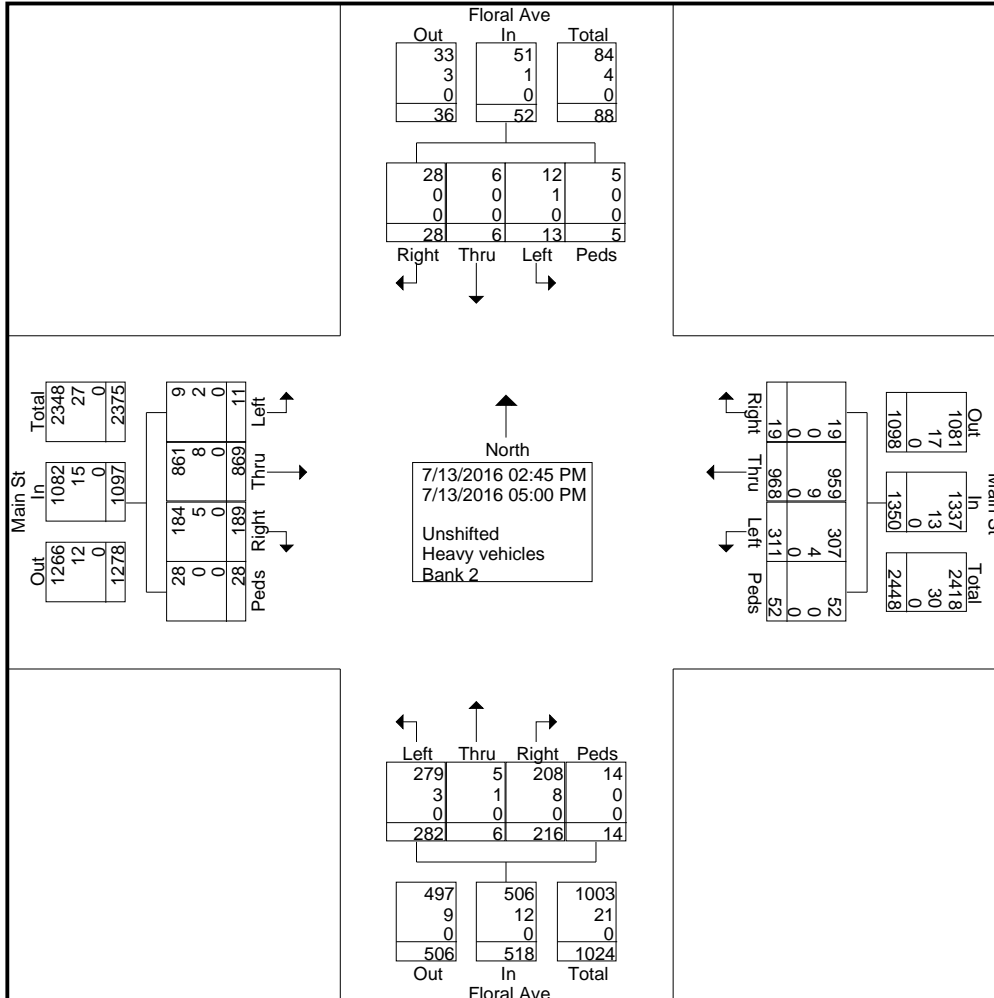 Floral Ave
Out In Total
33 51 84
3 1 4
0 0 0
36 52 88
28 6 12 5
0 0 1 0
0 0 0 0
28 6 13 5
Right Thru Left Peds
Main St
Total In Out
2348 1082 1266
27 15 12
0 0 0
2375 1097 1278
9 861 184 28
2 8 5 0
0 0 0 0
11 869 189 28
Left Thru Right Peds
North
7/13/2016 02:45 PM
7/13/2016 05:00 PM
Unshifted
Heavy vehicles
Bank 2
Right Thru Left Peds
19 959 307 52
0 9 4 0
0 0 0 0
19 968 311 52
Main St
Out In Total
1081 1337 2418
17 13 30
0 0 0
1098 1350 2448
Left Thru Right Peds
279 5 208 14
3 1 8 0
0 0 0 0
282 6 216 14
497 506 1003
9 12 21
0 0 0
506 518 1024
Out In Total
Floral Ave